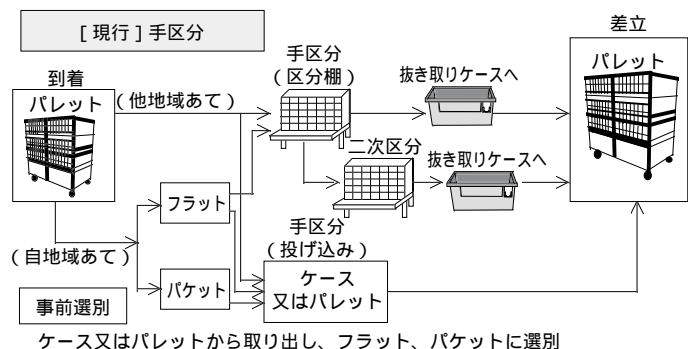 [ 現行 ] 手区分
到着
パレット
(他地域あて)
(自地域あて)
フラット
パケット
事前選別
手区分
(区分棚)
抜き取りケースへ
二次区分
抜き取りケースへ
手区分
(投げ込み)
ケース
又はパレット
差立
パレット
ケース又はパレットから取り出し、フラット、パケットに選別